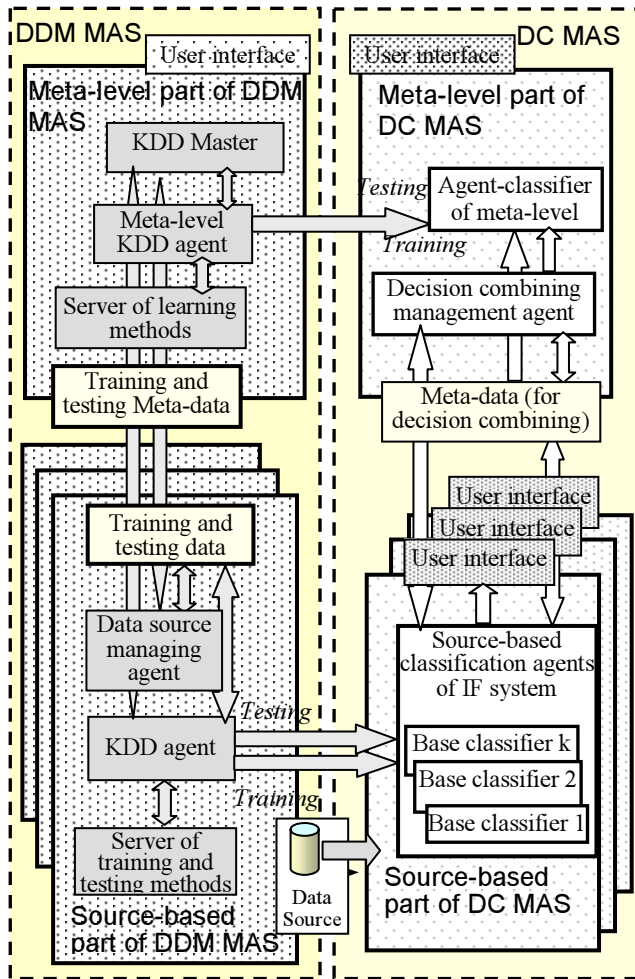 DDM MAS
User interface
Meta-level part of DDM
MAS
KDD Master
Meta-level
KDD agent
Server of learning
methods
Training and
testing Meta-data
Training and
testing data
Data source
managing
agent
KDD agent
Server of
training and
testing methods
Source-based
part of DDM MAS
Testing
Training
Testing
Training
Data
Source
DC MAS
User interface
Meta-level part of
DC MAS
Agent-classifier
of meta-level
Decision combining
management agent
Meta-data (for
decision combining)
User interface
User interface
User interface
Source-based
classification agents
of IF system
Base classifier k
Base classifier 2
Base classifier 1
Source-based
part of DC MAS